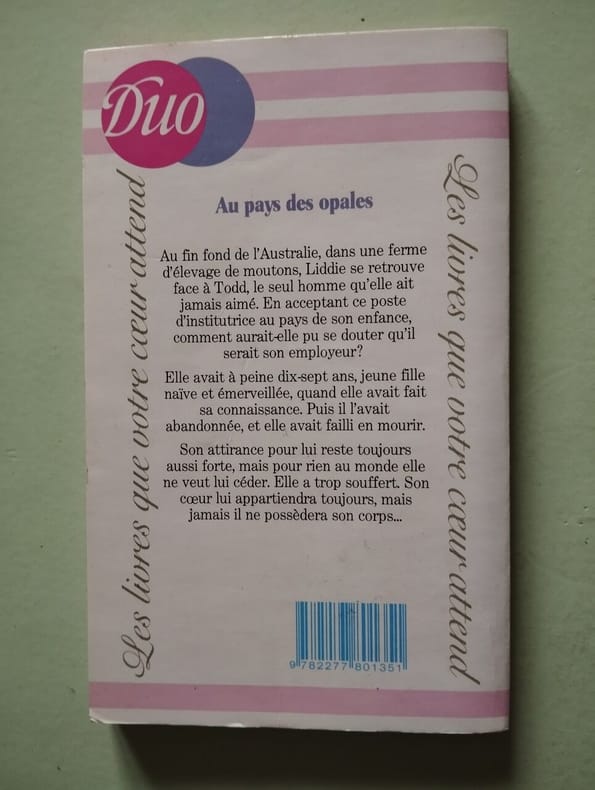 Duo
Les livres que votre cœur attend
Au pays des opales
Au fin fond de l'Australie, dans une ferme
d'élevage de moutons, Liddie se retrouve
face à Todd, le seul homme qu'elle ait
jamais aimé. En acceptant ce poste
d'institutrice au pays de son enfance,
comment aurait-elle pu se douter qu'il
serait son employeur?
Elle avait à peine dix-sept ans, jeune fille
naïve et émerveillée, quand elle avait fait
sa connaissance. Puis il l'avait
abandonnée, et elle avait failli en mourir.
Son attirance pour lui reste toujours
aussi forte, mais pour rien au monde elle
ne veut lui céder. Elle a trop souffert. Son
cœur lui appartiendra toujours, mais
jamais il ne possèdera son corps...
Les livres que votre cœur attend
9 782277 801351